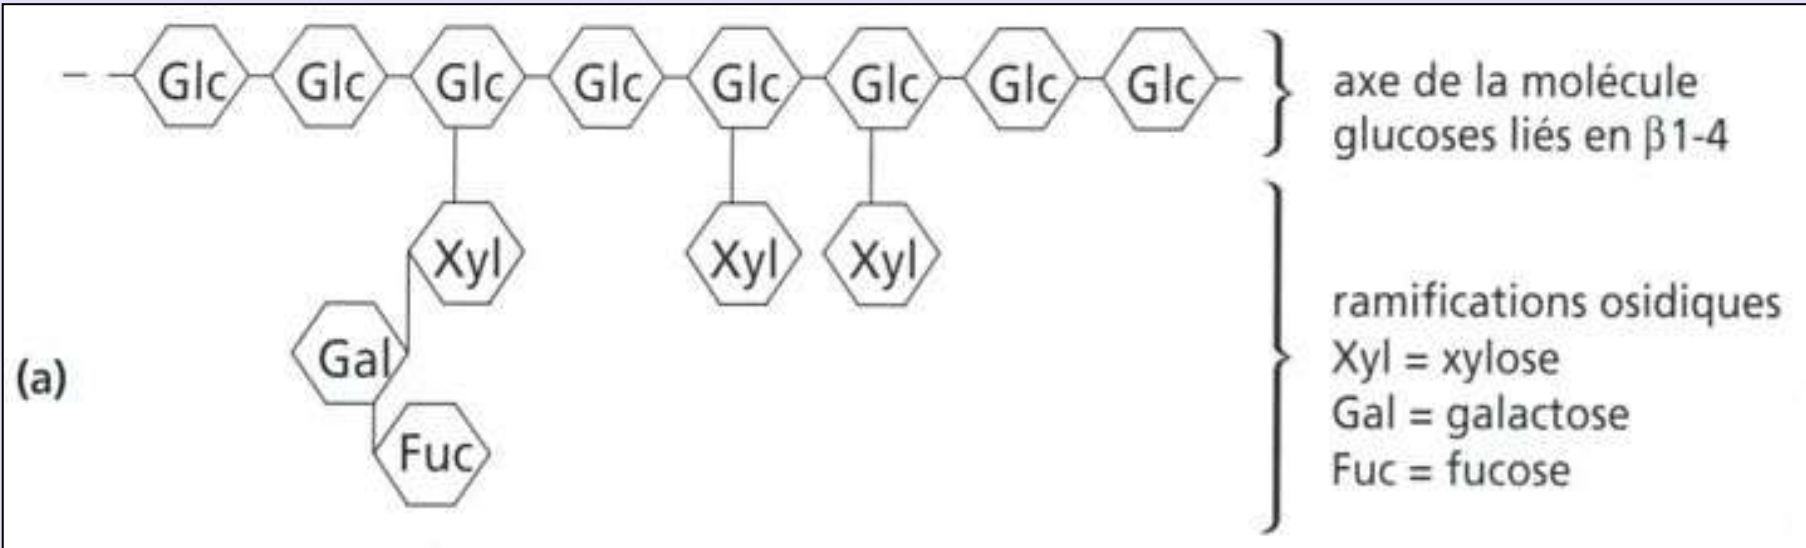 Glc Glc Glc Glc Glc Glc Glc Glc
axe de la molécule
glucoses liés en β1-4
Xyl Xyl Xyl
Gal
Fuc
(a)
ramifications osidiques
Xyl = xylose
Gal = galactose
Fuc = fucose